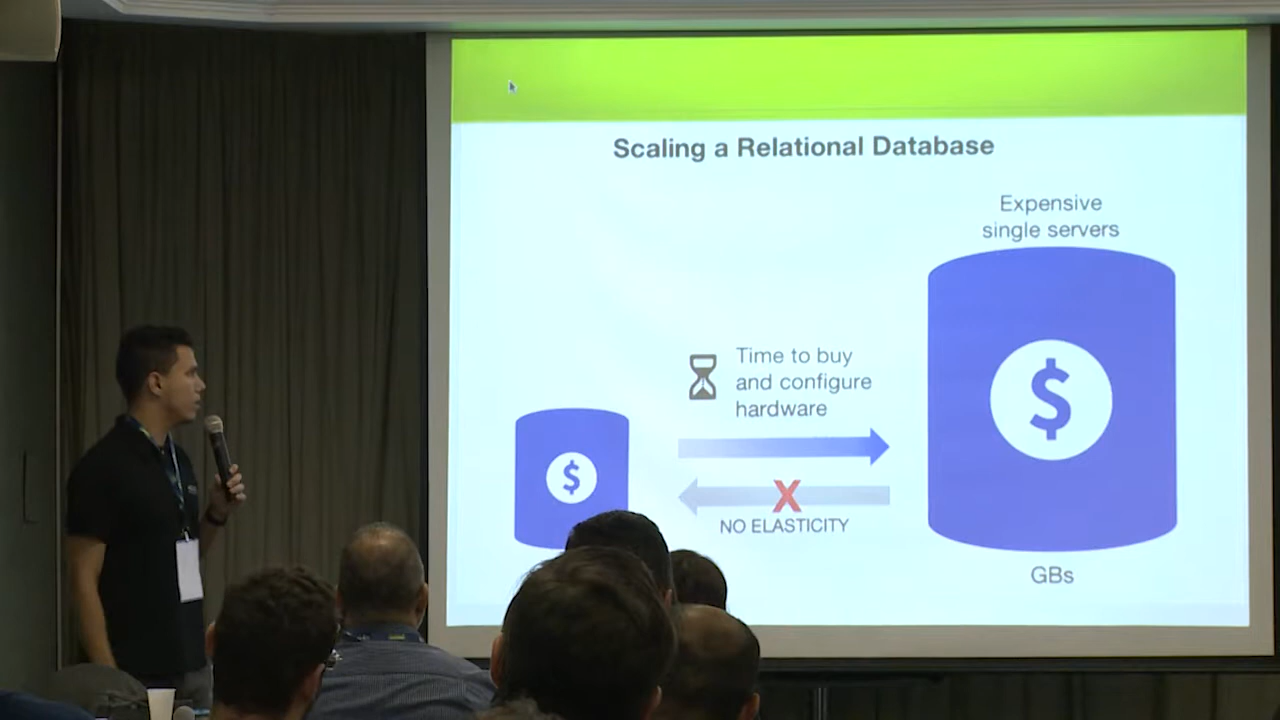 Scaling a Relational Database
Expensive
single servers
Time to buy
and configure
hardware
$
$
X
NO ELASTICITY
GBs